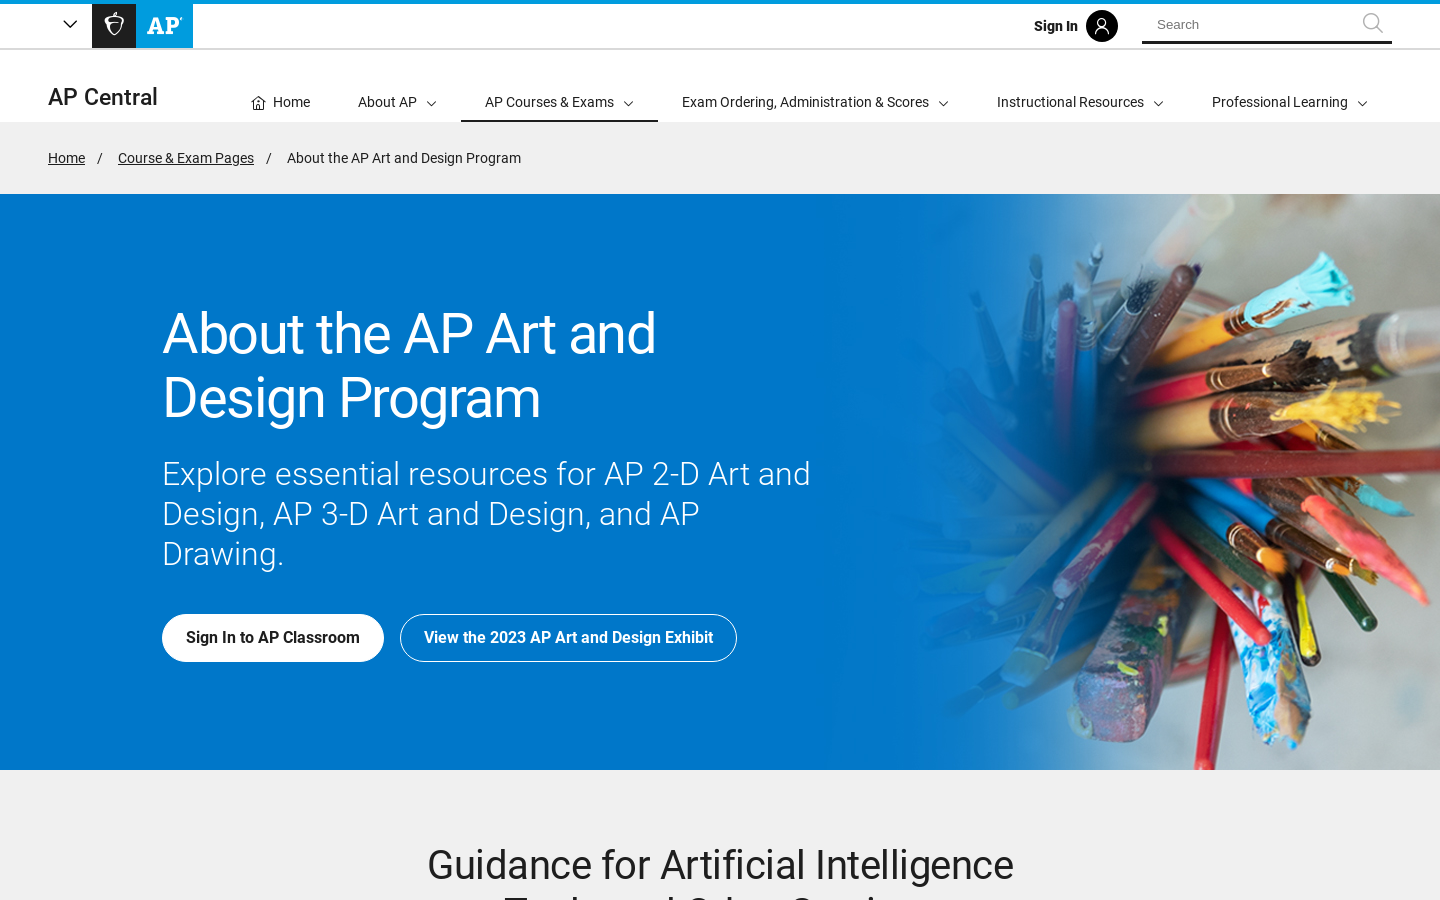 AP
Sign In
Search
AP Central
Home
About AP
AP Courses & Exams
Exam Ordering, Administration & Scores
Instructional Resources
Professional Learning
Home / Course & Exam Pages / About the AP Art and Design Program
About the AP Art and
Design Program
Explore essential resources for AP 2-D Art and
Design, AP 3-D Art and Design, and AP
Drawing.
Sign In to AP Classroom
View the 2023 AP Art and Design Exhibit
Guidance for Artificial Intelligence